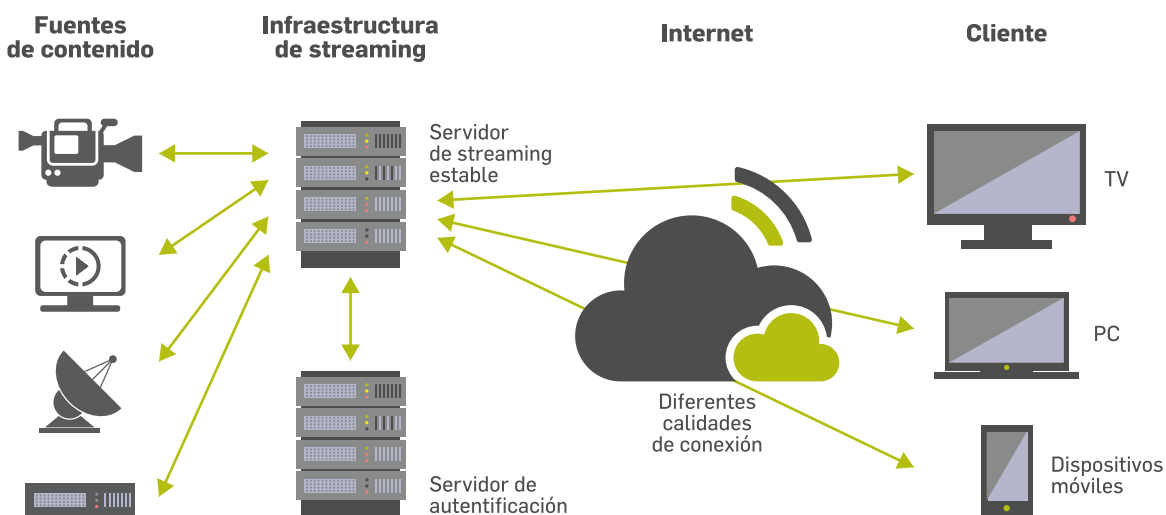 Fuentes
de contenido
Infraestructura
de streaming
Internet
Cliente
Servidor
de streaming
estable
TV
PC
Diferentes
calidades
de conexión
Dispositivos
móviles
Servidor de
autentificación